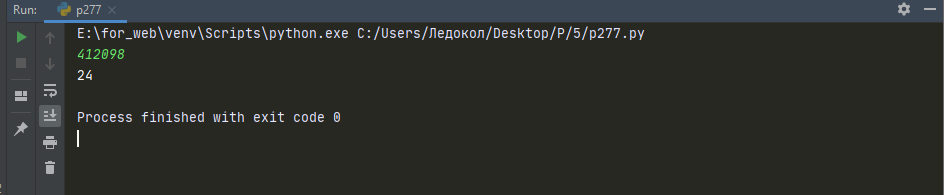 Run: p277
E:\for_web\venv\Scripts\python.exe C:/Users/Ледокол/Desktop/P/5/p277.py
412098
24
Process finished with exit code 0